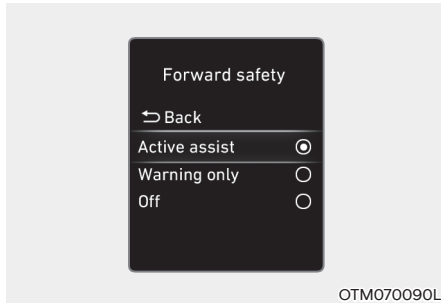 Forward safety
Back
Active assist
Warning only
Off
OTM070090L